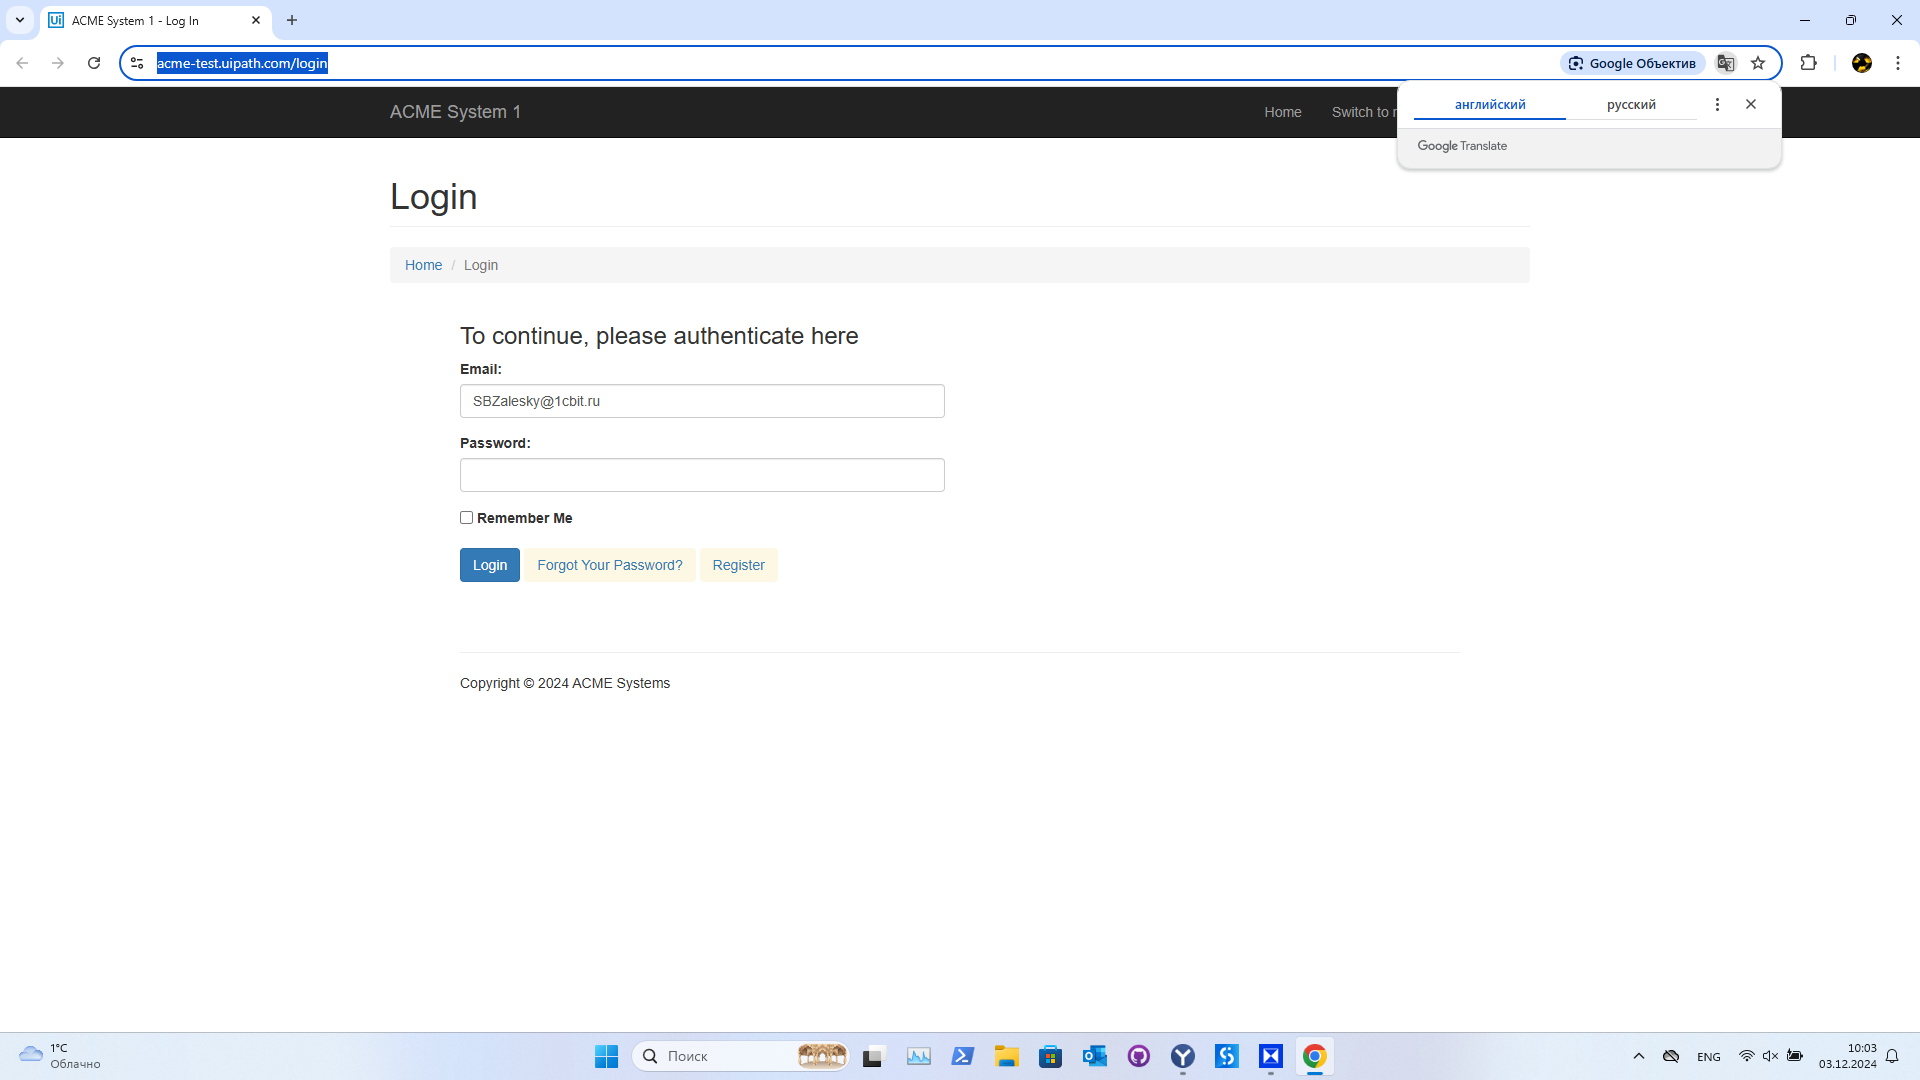 ACME System 1 - Log In
acme-test.uipath.com/login
Google Объектив
ACME System 1
Home
Switch to r
английский
русский
Google Translate
Login
Home / Login
To continue, please authenticate here
Email:
SBZalesky@1cbit.ru
Password:
Remember Me
Login
Forgot Your Password?
Register
Copyright © 2024 ACME Systems
1°C
Облачно
Поиск
ENG
10:03
03.12.2024